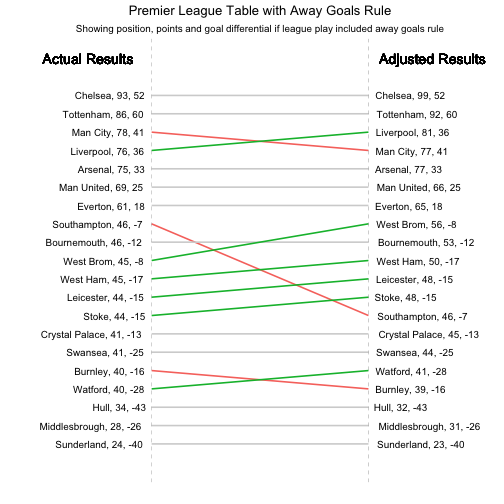 Premier League Table with Away Goals Rule
Showing position, points and goal differential if league play included away goals rule
Actual Results Adjusted Results
Chelsea, 93, 52 Chelsea, 99, 52
Tottenham, 86, 60 Tottenham, 92, 60
Man City, 78, 41 Liverpool, 81, 36
Liverpool, 76, 36 Man City, 77, 41
Arsenal, 75, 33 Arsenal, 77, 33
Man United, 69, 25 Man United, 66, 25
Everton, 61, 18 Everton, 65, 18
Southampton, 46, -7 West Brom, 56, -8
Bournemouth, 46, -12 Bournemouth, 53, -12
West Brom, 45, -8 West Ham, 50, -17
West Ham, 45, -17 Leicester, 48, -15
Leicester, 44, -15 Stoke, 48, -15
Stoke, 44, -15 Southampton, 46, -7
Crystal Palace, 41, -13 Crystal Palace, 45, -13
Swansea, 41, -25 Swansea, 44, -25
Burnley, 40, -16 Watford, 41, -28
Watford, 40, -28 Burnley, 39, -16
Hull, 34, -43 Hull, 32, -43
Middlesbrough, 28, -26 Middlesbrough, 31, -26
Sunderland, 24, -40 Sunderland, 23, -40